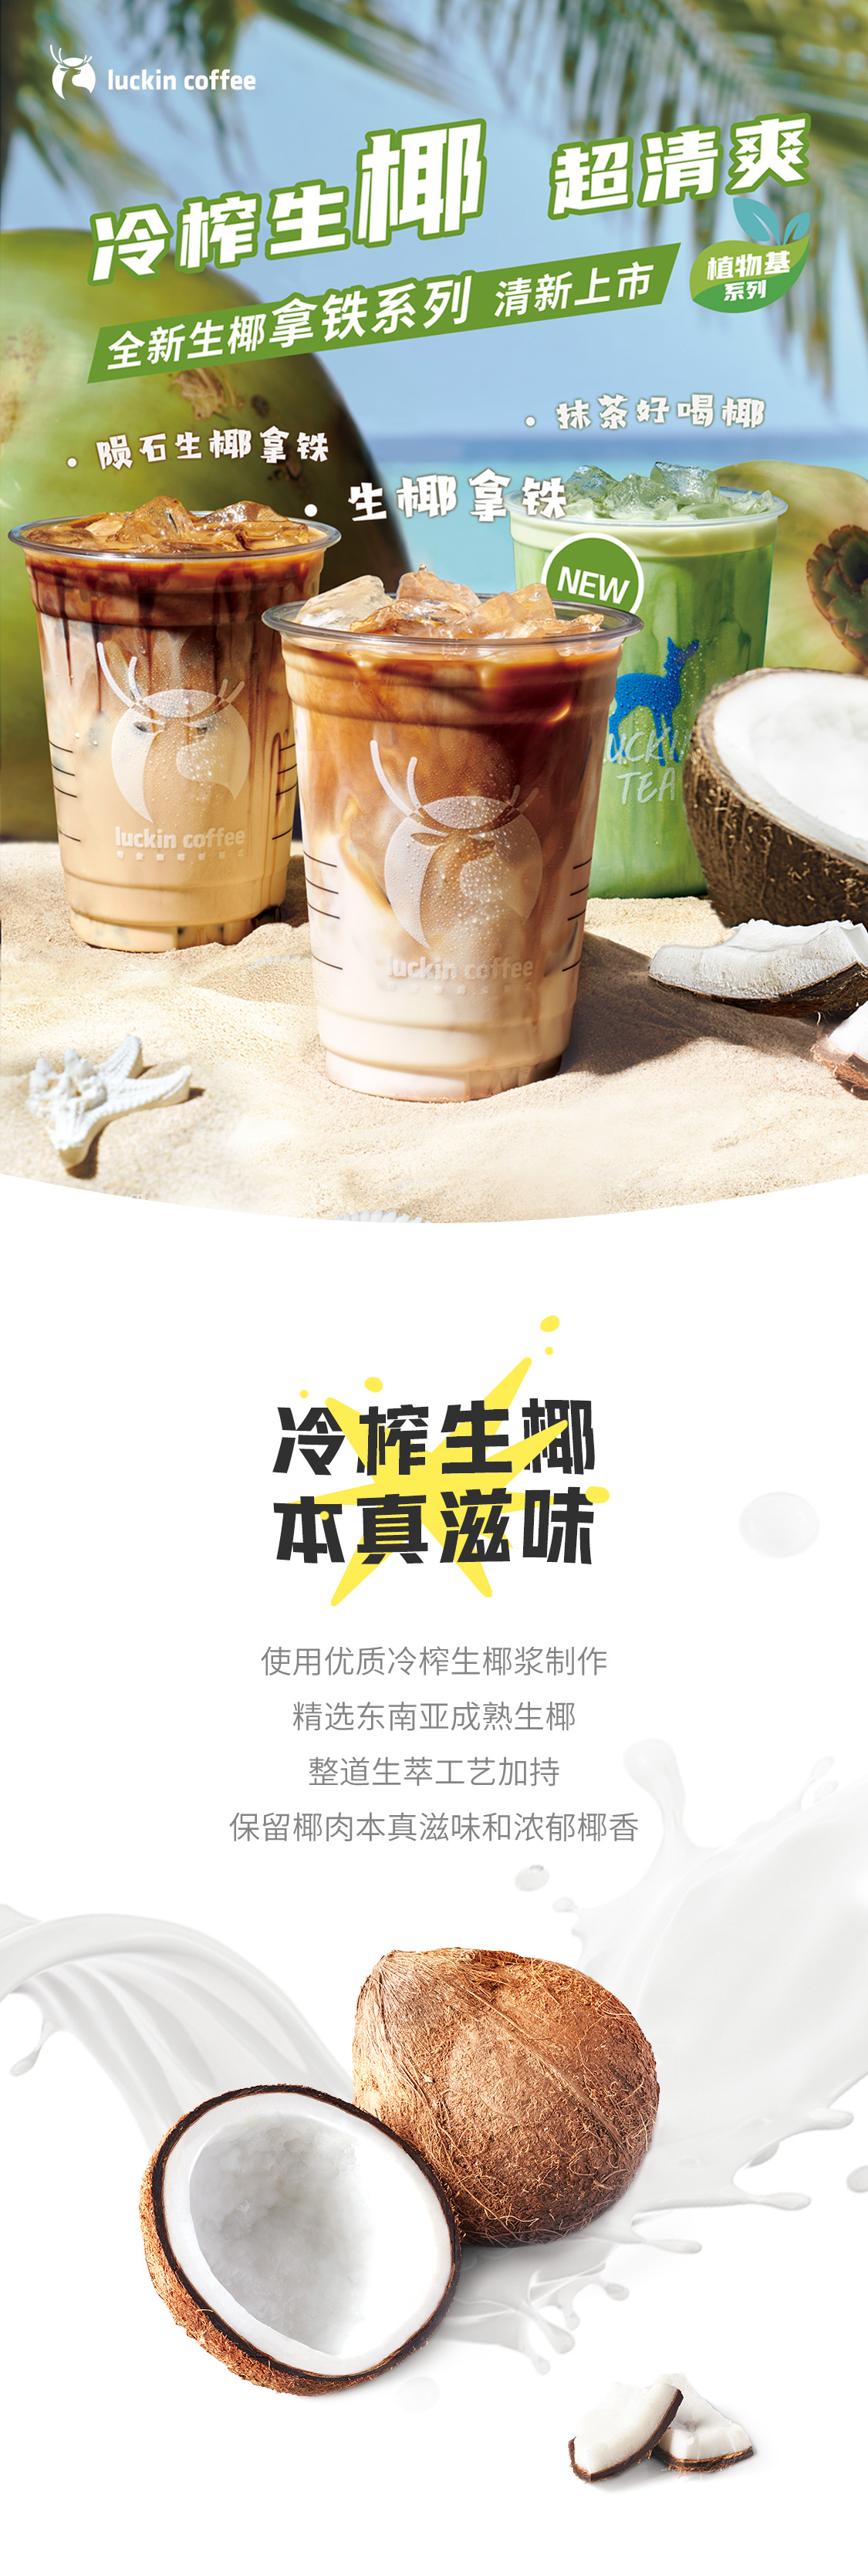 luckin coffee
冷榨生椰 超清爽
全新生椰拿铁系列 清新上市
植物基
系列
· 抹茶好喝椰
· 陨石生椰拿铁
· 生椰拿铁
NEW
LUCKIN
TEA
luckin coffee
luckin coffee
冷榨生椰
本真滋味
使用优质冷榨生椰浆制作
精选东南亚成熟生椰
整道生萃工艺加持
保留椰肉本真滋味和浓郁椰香